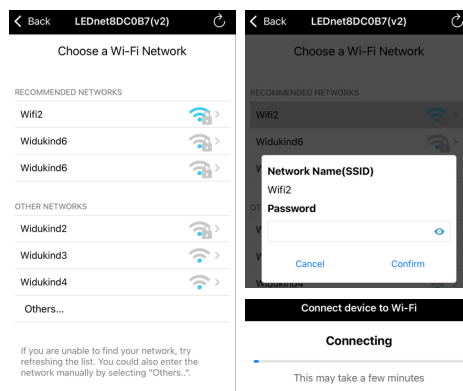 Back LEDnet8DC0B7(v2)
Choose a Wi-Fi Network
RECOMMENDED NETWORKS
Wifi2
Widukind6
Widukind6
OTHER NETWORKS
Widukind2
Widukind3
Widukind4
Others...
If you are unable to find your network, try
refreshing the list. You could also enter the
network manually by selecting "Others..".
Back LEDnet8DC0B7(v2)
Choose a Wi-Fi Network
RECOMMENDED NETWORKS
Wifi2
Widukind6
Network Name(SSID)
Wifi2
Password
Cancel Confirm
Widukind4
Connect device to Wi-Fi
Connecting
This may take a few minutes